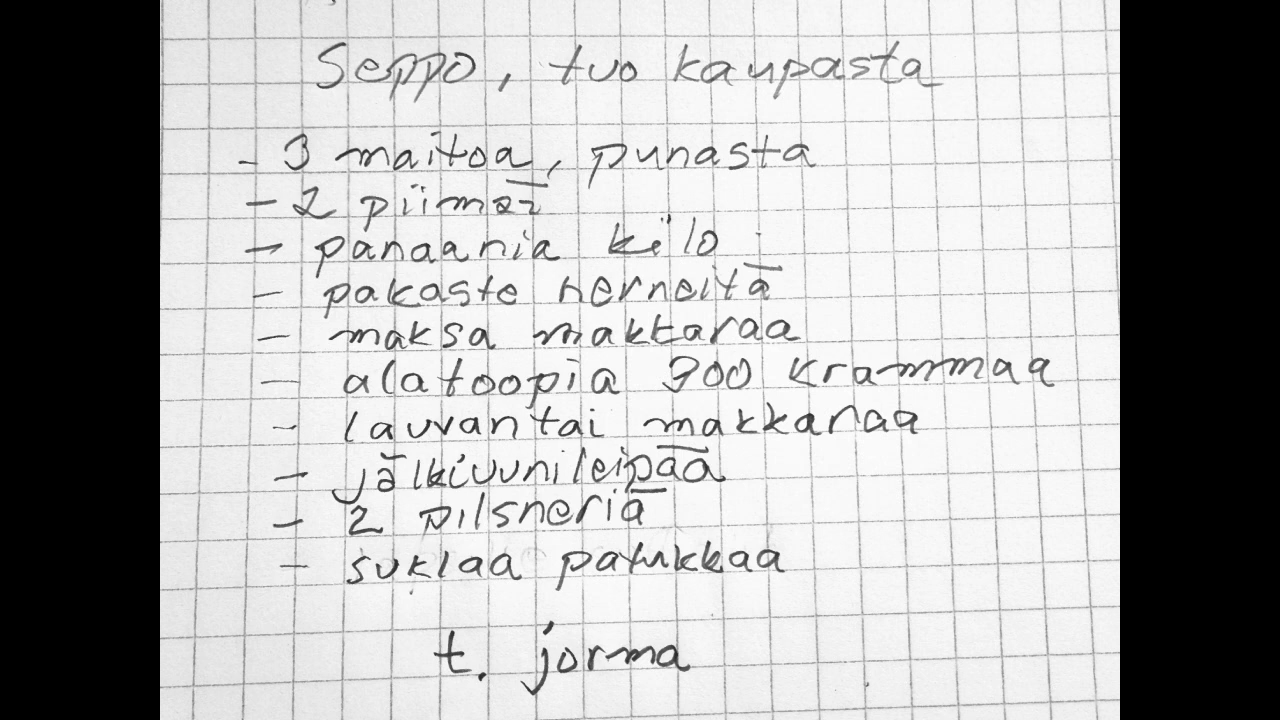 Seppo, tuo kaupasta
- 3 maitoa, punasta
- 2 piimää
- panaania kilo
- pakaste herneitä
- maksa makkaraa
- alatoopia 900 krammaa
- lauvantai makkaraa
- jälkiuunileipää
- 2 pilsneriä
- suklaa patukkaa
t. jorma